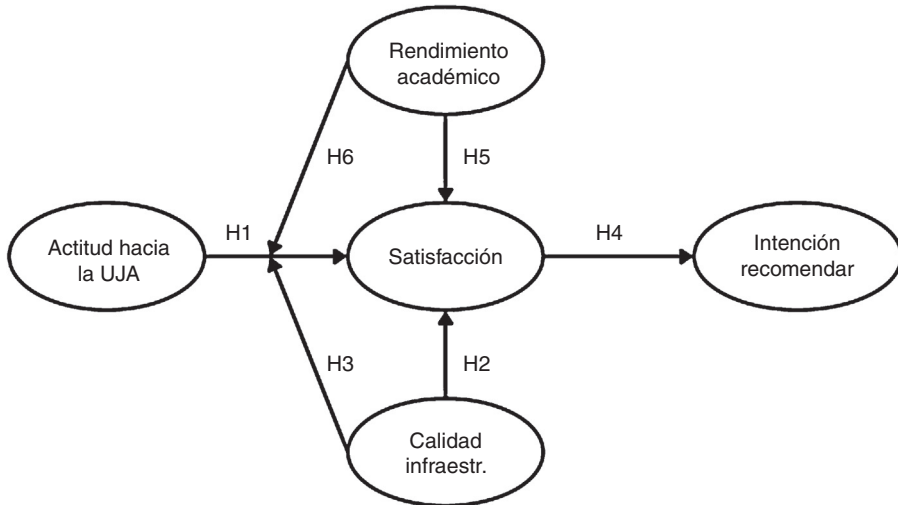 Rendimiento
académico
H6
H5
H1
H4
Actitud hacia
la UJA
Satisfacción
Intención
recomendar
H3
H2
Calidad
infraestr.